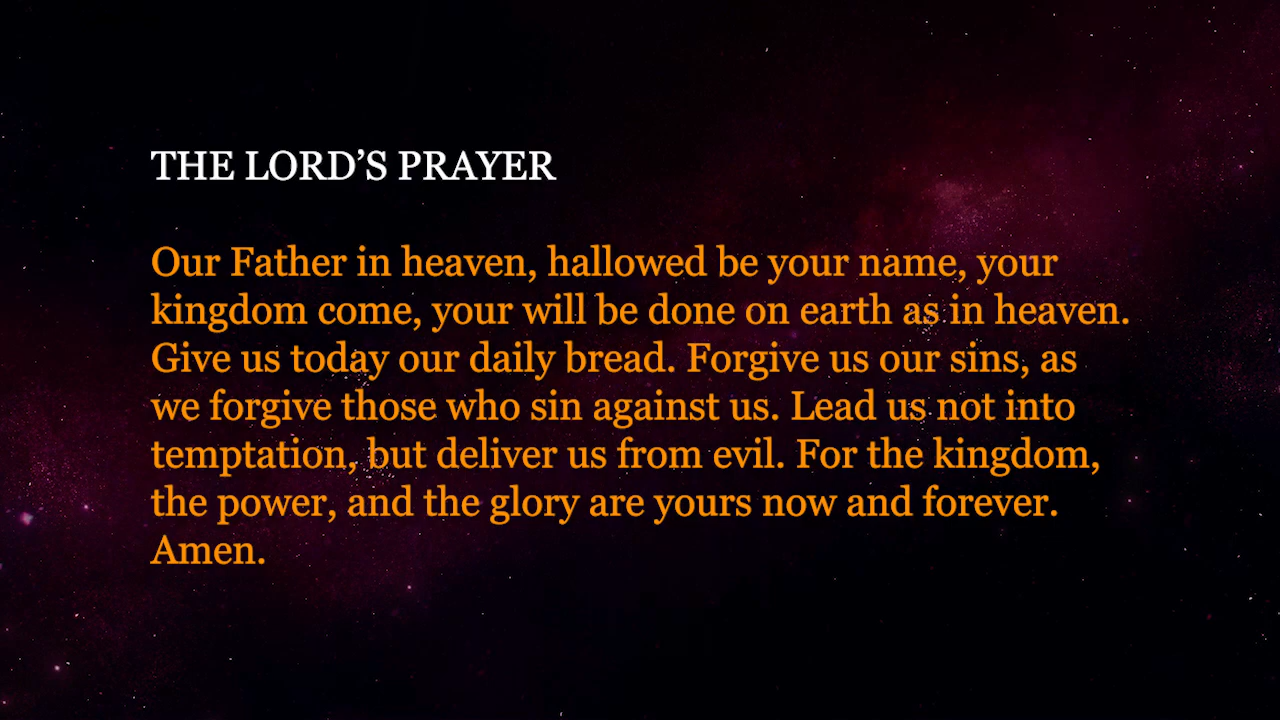 THE LORD’S PRAYER
Our Father in heaven, hallowed be your name, your
kingdom come, your will be done on earth as in heaven.
Give us today our daily bread. Forgive us our sins, as
we forgive those who sin against us. Lead us not into
temptation, but deliver us from evil. For the kingdom,
the power, and the glory are yours now and forever.
Amen.